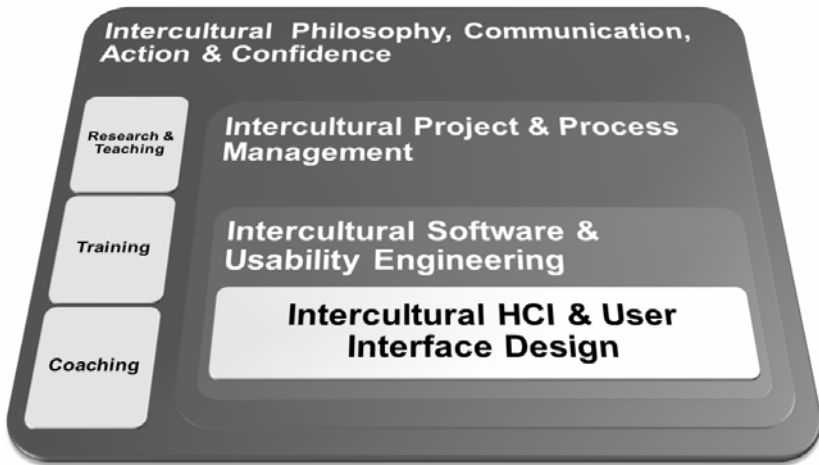 Intercultural Philosophy, Communication,
Action & Confidence
Research &
Teaching
Training
Coaching
Intercultural Project & Process
Management
Intercultural Software &
Usability Engineering
Intercultural HCI & User
Interface Design